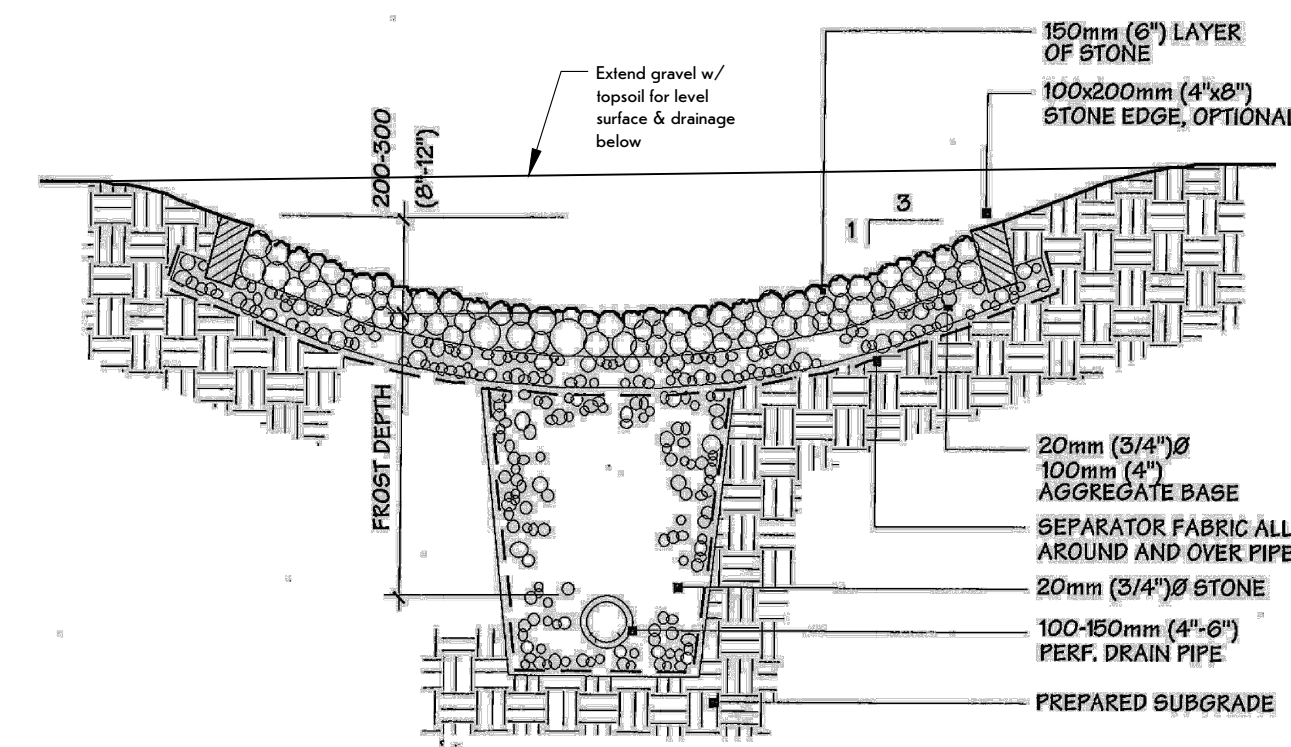 150mm (6") LAYER
OF STONE
Extend gravel w/
topsoil for level
surface & drainage
below
100x200mm (4"x8")
STONE EDGE, OPTIONAL
200-300
(8"-12")
3
1
FROST DEPTH
20mm (3/4")Ø
100mm (4")
AGGREGATE BASE
SEPARATOR FABRIC ALL
AROUND AND OVER PIPE
20mm (3/4")Ø STONE
100-150mm (4"-6")
PERF. DRAIN PIPE
PREPARED SUBGRADE